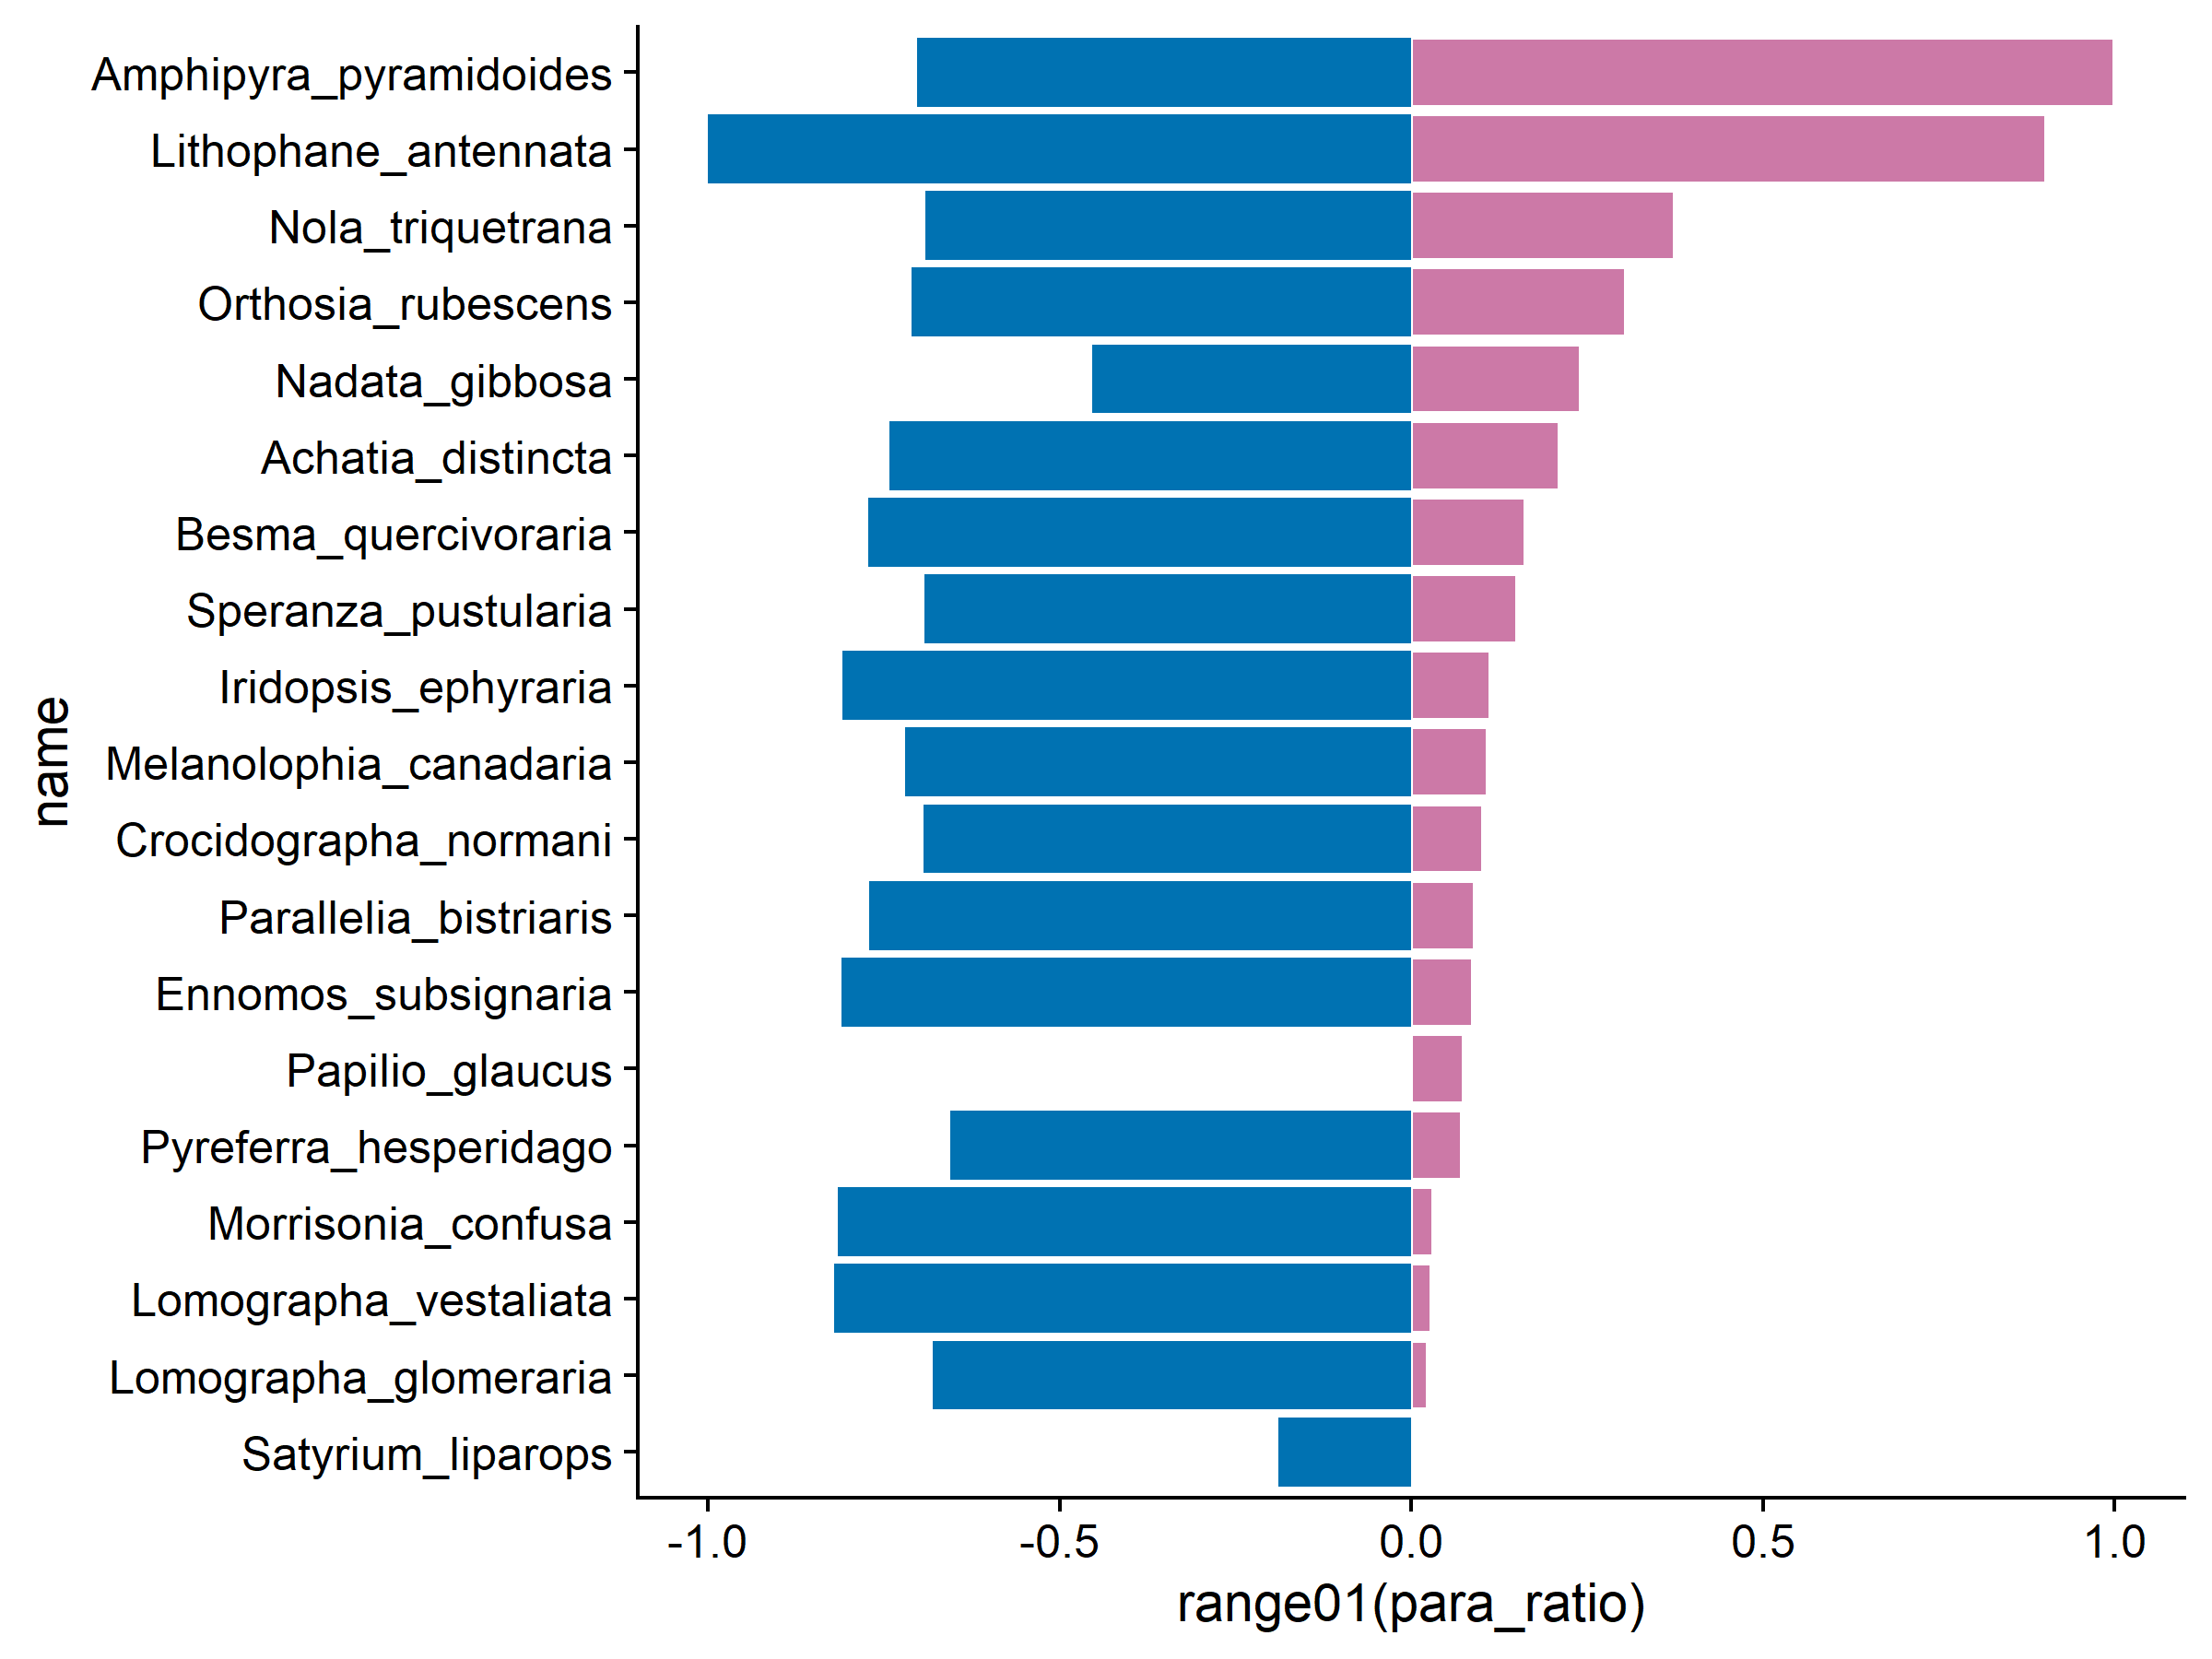 Amphipyra_pyramidoides
Lithophane_antennata
Nola_triquetrana
Orthosia_rubescens
Nadata_gibbosa
Achatia_distincta
Besma_quercivoraria
Speranza_pustularia
Iridopsis_ephyraria
Melanolophia_canadaria
Crocidographa_normani
Parallelia_bistriaris
Ennomos_subsignaria
Papilio_glaucus
Pyreferra_hesperidago
Morrisonia_confusa
Lomographa_vestaliata
Lomographa_glomeraria
Satyrium_liparops
name
-1.0 -0.5 0.0 0.5 1.0
range01(para_ratio)